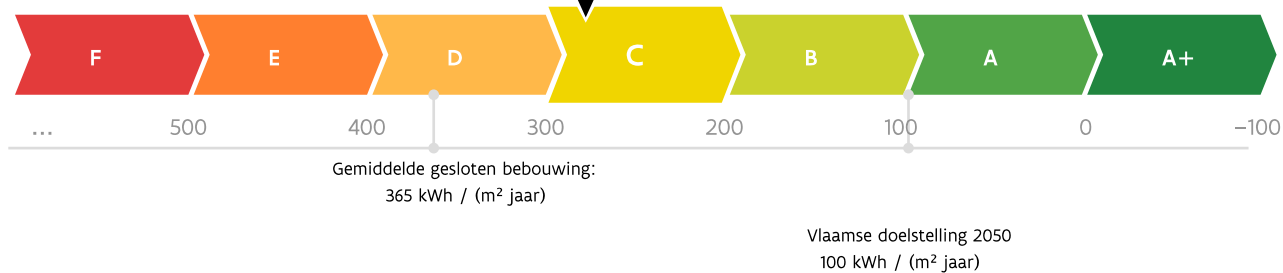 F E D C B A A+
... 500 400 300 200 100 0 −100
Gemiddelde gesloten bebouwing:
365 kWh / (m² jaar)
Vlaamse doelstelling 2050
100 kWh / (m² jaar)